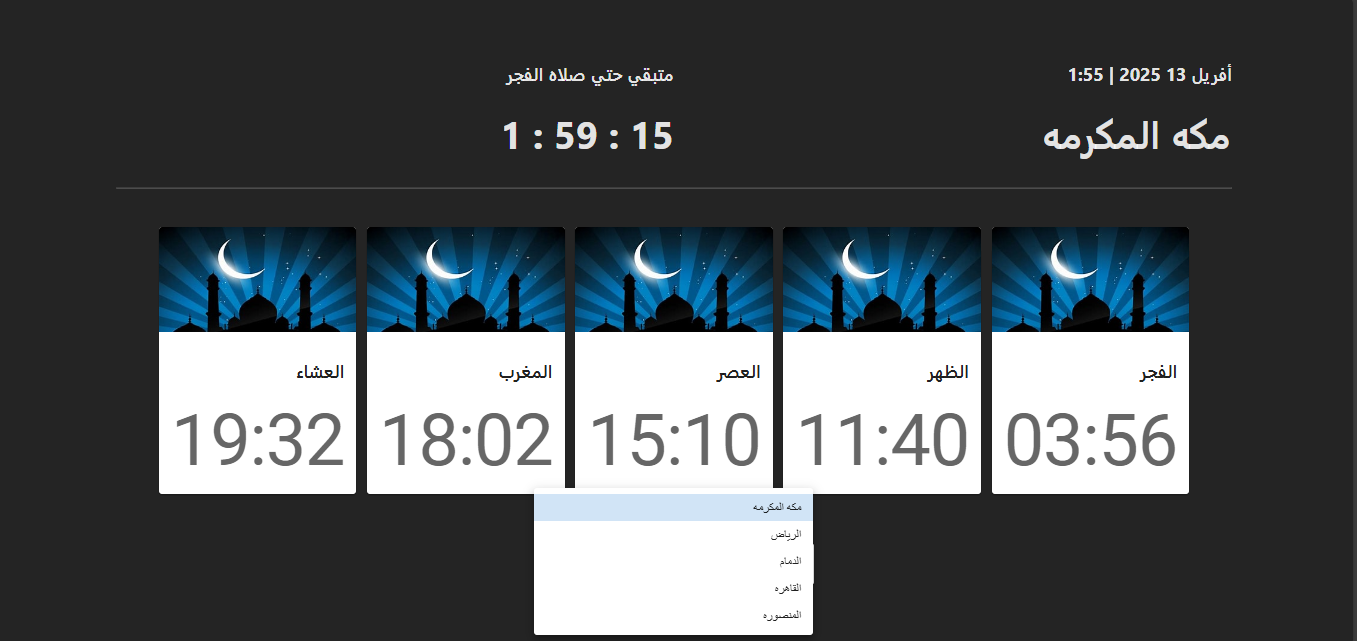 أفريل 13 2025 | 1:55
مكه المكرمه
متبقي حتي صلاه الفجر
1 : 59 : 15
الفجر
03:56
الظهر
11:40
العصر
15:10
المغرب
18:02
العشاء
19:32
مكه المكرمه
الرياض
الدمام
القاهره
المنصوره